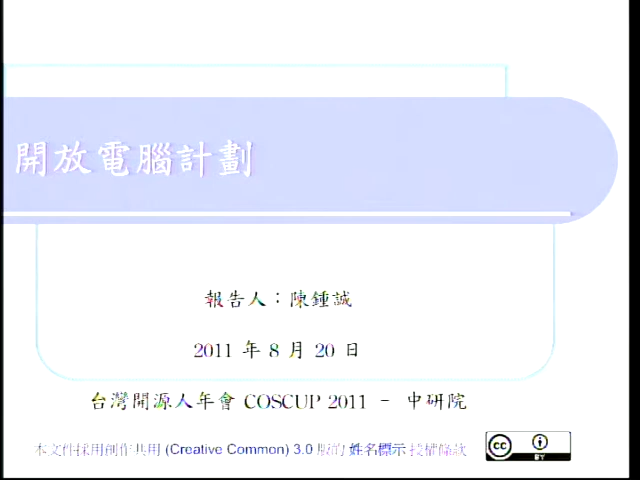 開放電腦計劃
報告人：陳鍾誠
2011 年 8 月 20 日
台灣開源人年會 COSCUP 2011 - 中研院
本文件採用創作共用 (Creative Common) 3.0 版的 姓名標示 授權條款
cc
BY